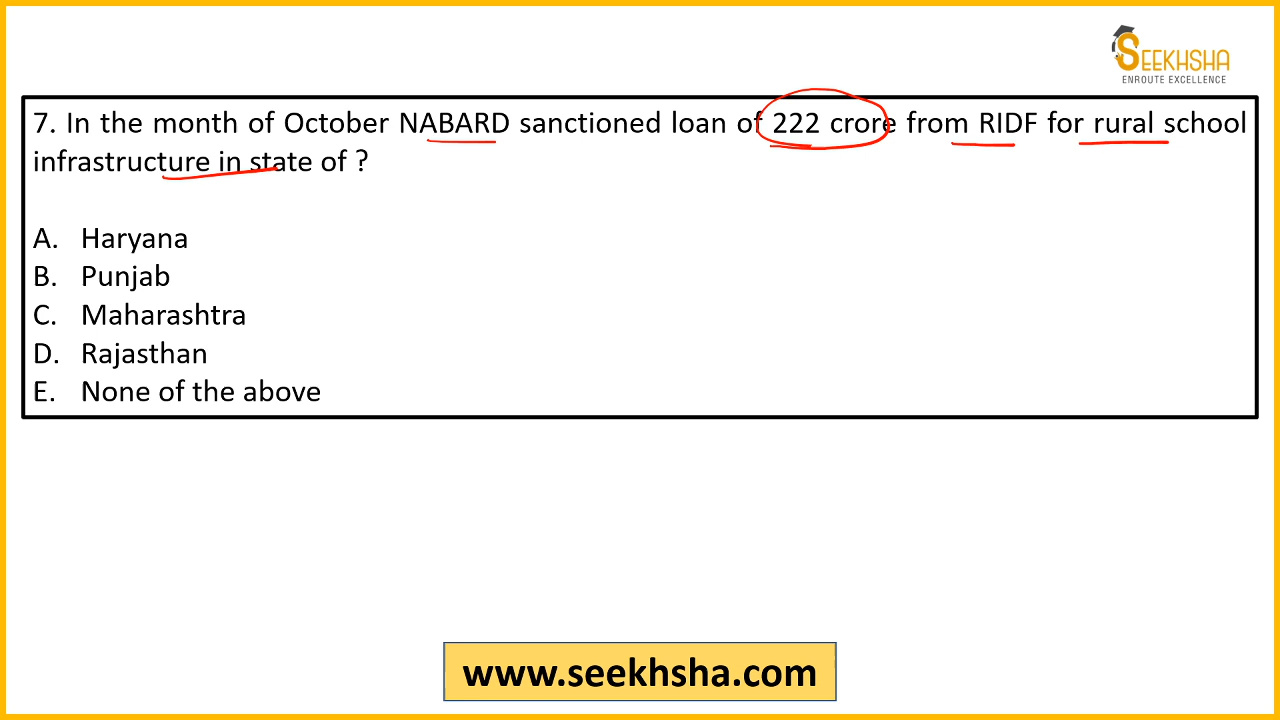 SEEKHSHA
ENROUTE EXCELLENCE
7. In the month of October NABARD sanctioned loan of 222 crore from RIDF for rural school
infrastructure in state of ?
A. Haryana
B. Punjab
C. Maharashtra
D. Rajasthan
E. None of the above
www.seekhsha.com